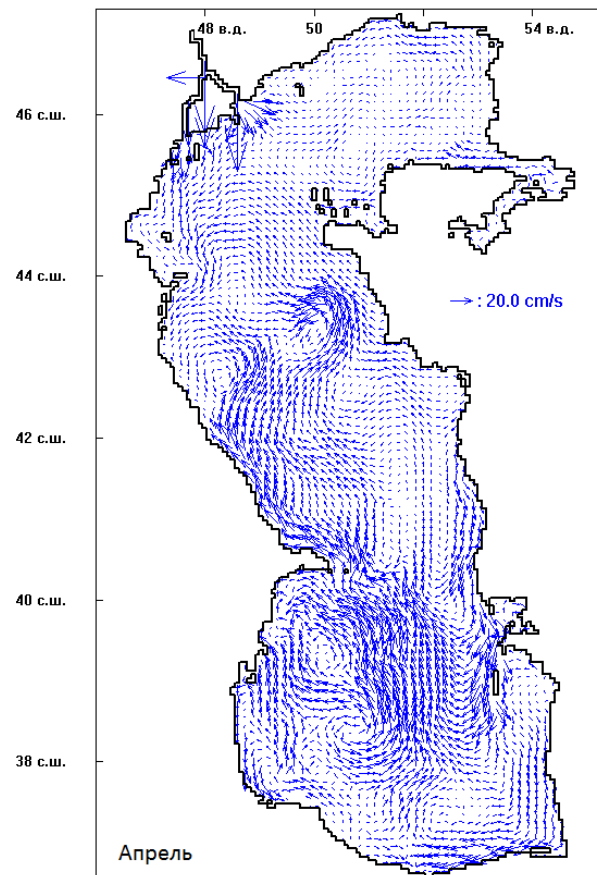 48 в.д. 50 54 в.д.
46 с.ш.
44 с.ш.
: 20.0 cm/s
42 с.ш.
40 с.ш.
38 с.ш.
Апрель